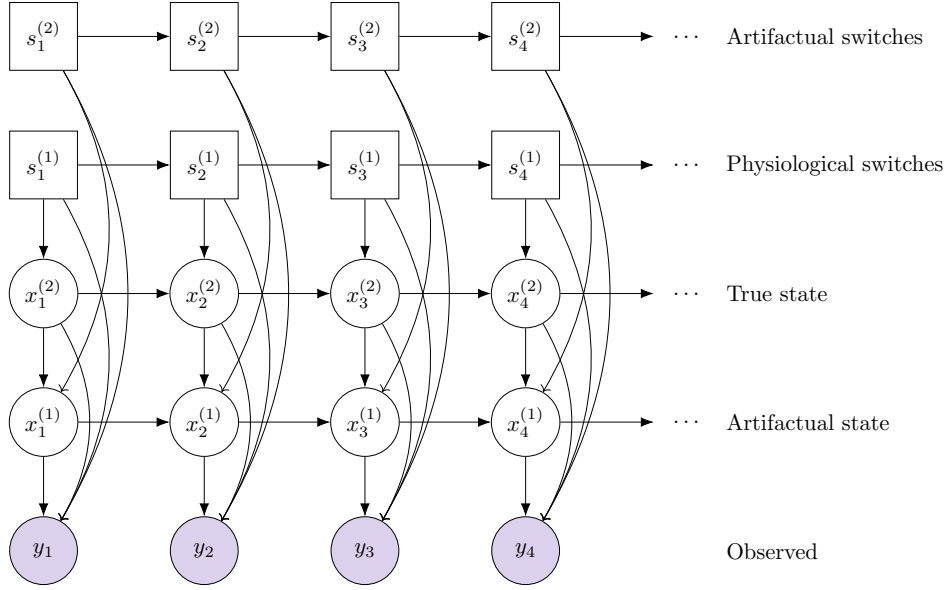 s_1^{(2)} s_2^{(2)} s_3^{(2)} s_4^{(2)} ⋯ Artifactual switches
s_1^{(1)} s_2^{(1)} s_3^{(1)} s_4^{(1)} ⋯ Physiological switches
x_1^{(2)} x_2^{(2)} x_3^{(2)} x_4^{(2)} ⋯ True state
x_1^{(1)} x_2^{(1)} x_3^{(1)} x_4^{(1)} ⋯ Artifactual state
y_1 y_2 y_3 y_4 Observed